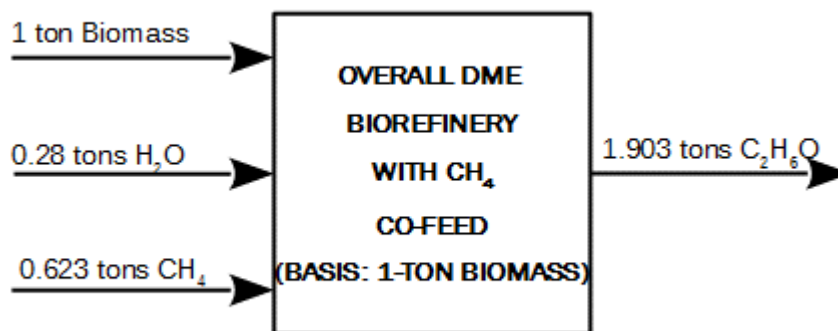 1 ton Biomass
0.28 tons H₂O
0.623 tons CH₄
OVERALL DME
BIOREFINERY
WITH CH₄
CO-FEED
(BASIS: 1-TON BIOMASS)
1.903 tons C₂H₆O